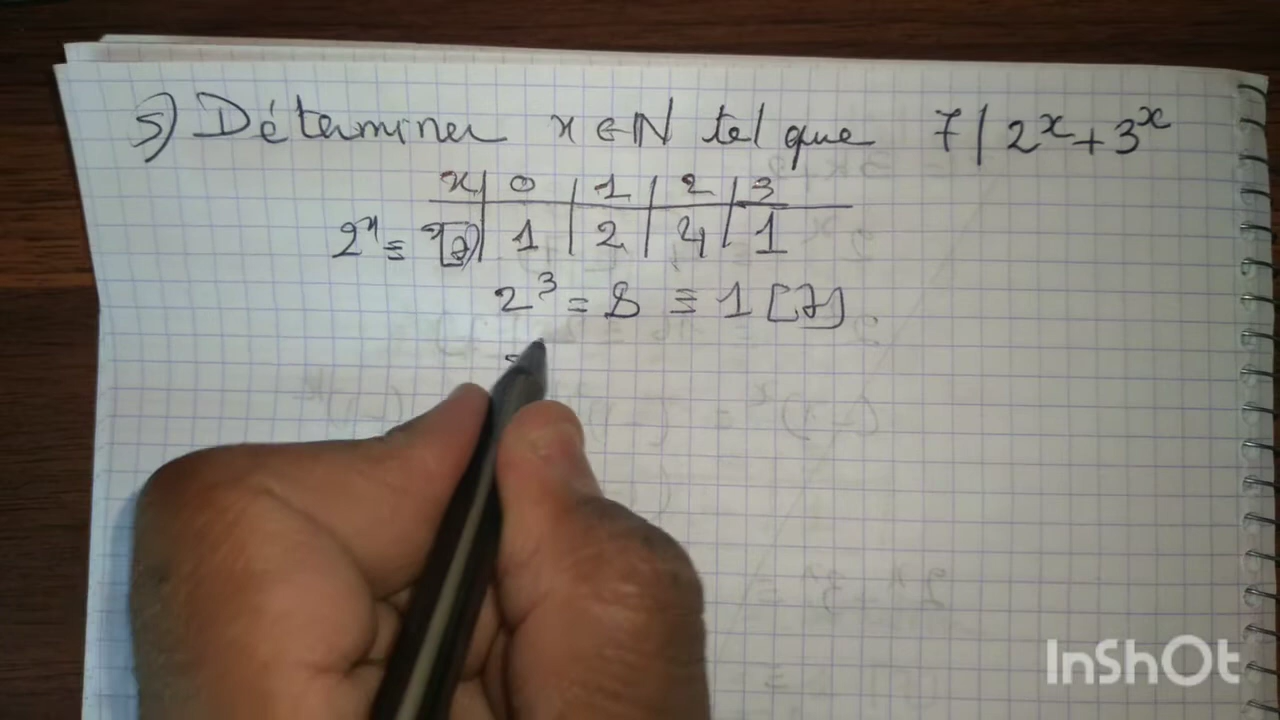 5) Déterminer x ∈ ℕ tel que 7 | 2^x + 3^x
x | 0 | 1 | 2 | 3
2^x ≡ [7] | 1 | 2 | 4 | 1
2^3 = 8 ≡ 1 [7]
InShOt